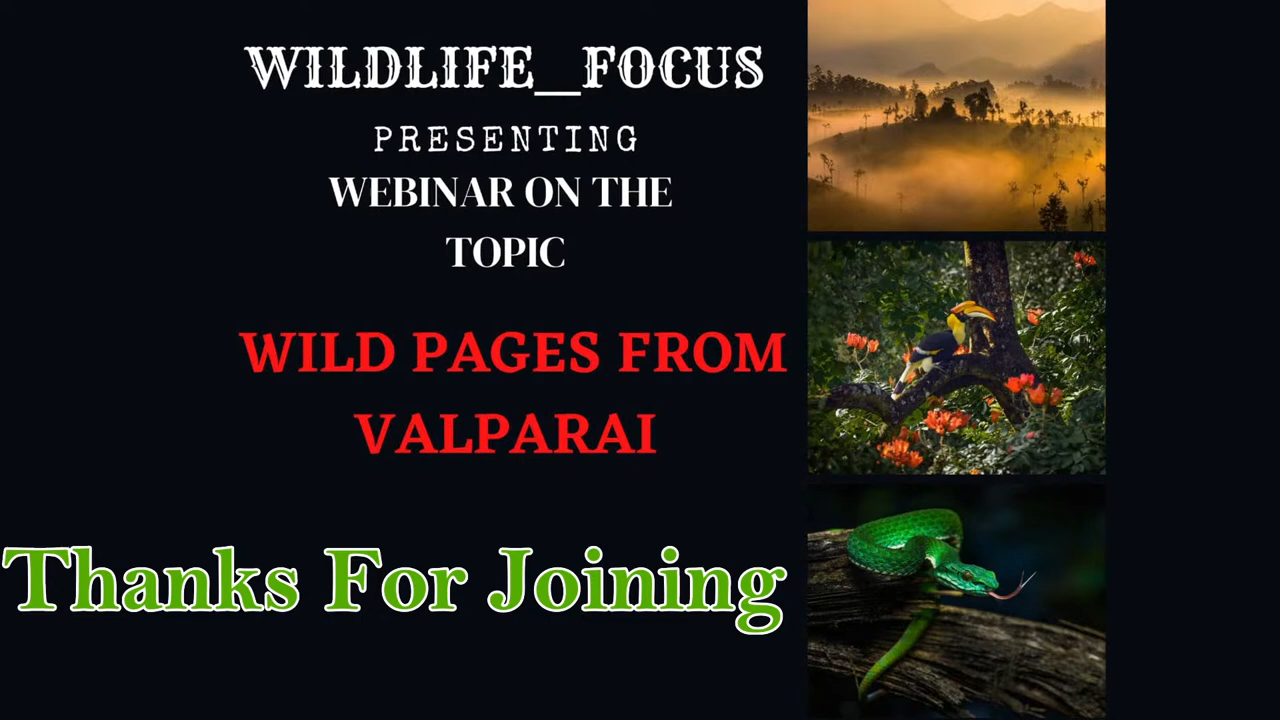 WILDLIFE_FOCUS
PRESENTING
WEBINAR ON THE
TOPIC
WILD PAGES FROM
VALPARAI
Thanks For Joining